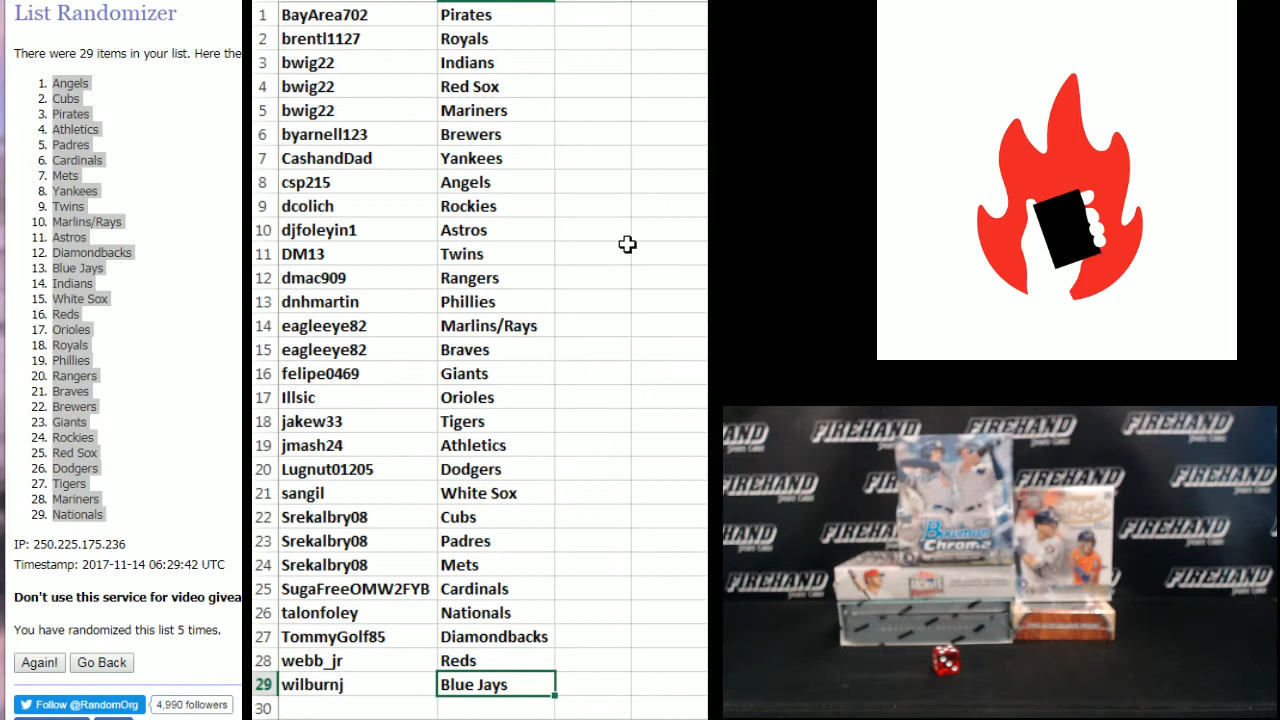 List Randomizer
There were 29 items in your list. Here the
1. Angels
2. Cubs
3. Pirates
4. Athletics
5. Padres
6. Cardinals
7. Mets
8. Yankees
9. Twins
10. Marlins/Rays
11. Astros
12. Diamondbacks
13. Blue Jays
14. Indians
15. White Sox
16. Reds
17. Orioles
18. Royals
19. Phillies
20. Rangers
21. Braves
22. Brewers
23. Giants
24. Rockies
25. Red Sox
26. Dodgers
27. Tigers
28. Mariners
29. Nationals
IP: 250.225.175.236
Timestamp: 2017-11-14 06:29:42 UTC
Don't use this service for video givea
You have randomized this list 5 times.
Again! Go Back
Follow @RandomOrg 4,990 followers
1 BayArea702 Pirates
2 brentl1127 Royals
3 bwig22 Indians
4 bwig22 Red Sox
5 bwig22 Mariners
6 byarnell123 Brewers
7 CashandDad Yankees
8 csp215 Angels
9 dcolich Rockies
10 djfoleyin1 Astros
11 DM13 Twins
12 dmac909 Rangers
13 dnhmartin Phillies
14 eagleeye82 Marlins/Rays
15 eagleeye82 Braves
16 felipe0469 Giants
17 Illsic Orioles
18 jakew33 Tigers
19 jmash24 Athletics
20 Lugnut01205 Dodgers
21 sangil White Sox
22 Srekalbry08 Cubs
23 Srekalbry08 Padres
24 Srekalbry08 Mets
25 SugaFreeOMW2FYB Cardinals
26 talonfoley Nationals
27 TommyGolf85 Diamondbacks
28 webb_jr Reds
29 wilburnj Blue Jays
30
HAND FIREHAND FIREHAND FIREHAND
FIREHAND FIREHAND
HAND FIREHAND
FIREHAND FIREHAND
Bowman
Chrome